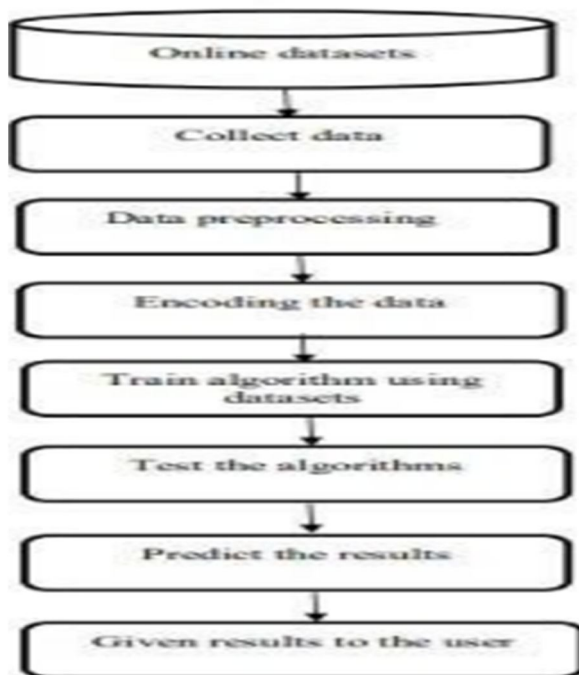 Online datasets
Collect data
Data preprocessing
Encoding the data
Train algorithm using
datasets
Test the algorithms
Predict the results
Given results to the user